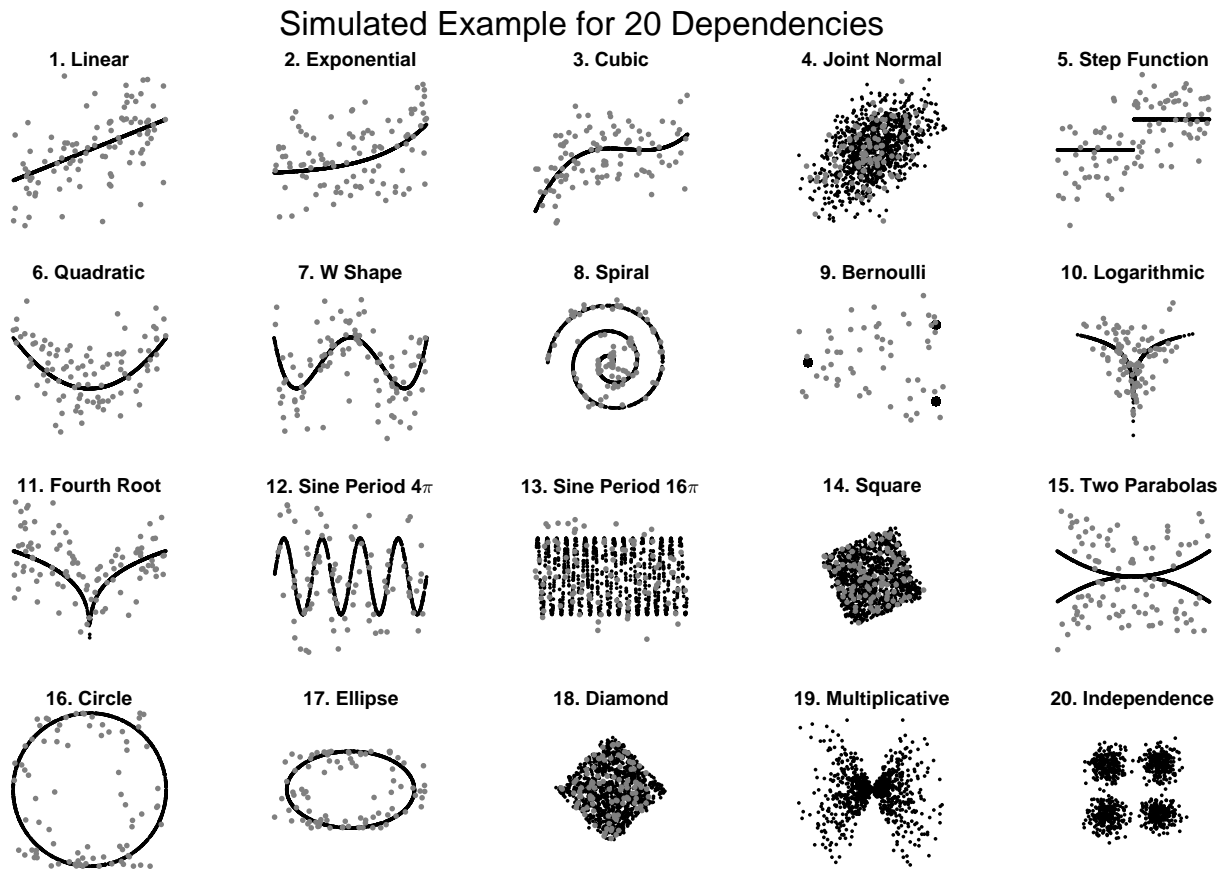 Simulated Example for 20 Dependencies
1. Linear
2. Exponential
3. Cubic
4. Joint Normal
5. Step Function
6. Quadratic
7. W Shape
8. Spiral
9. Bernoulli
10. Logarithmic
11. Fourth Root
12. Sine Period 4π
13. Sine Period 16π
14. Square
15. Two Parabolas
16. Circle
17. Ellipse
18. Diamond
19. Multiplicative
20. Independence